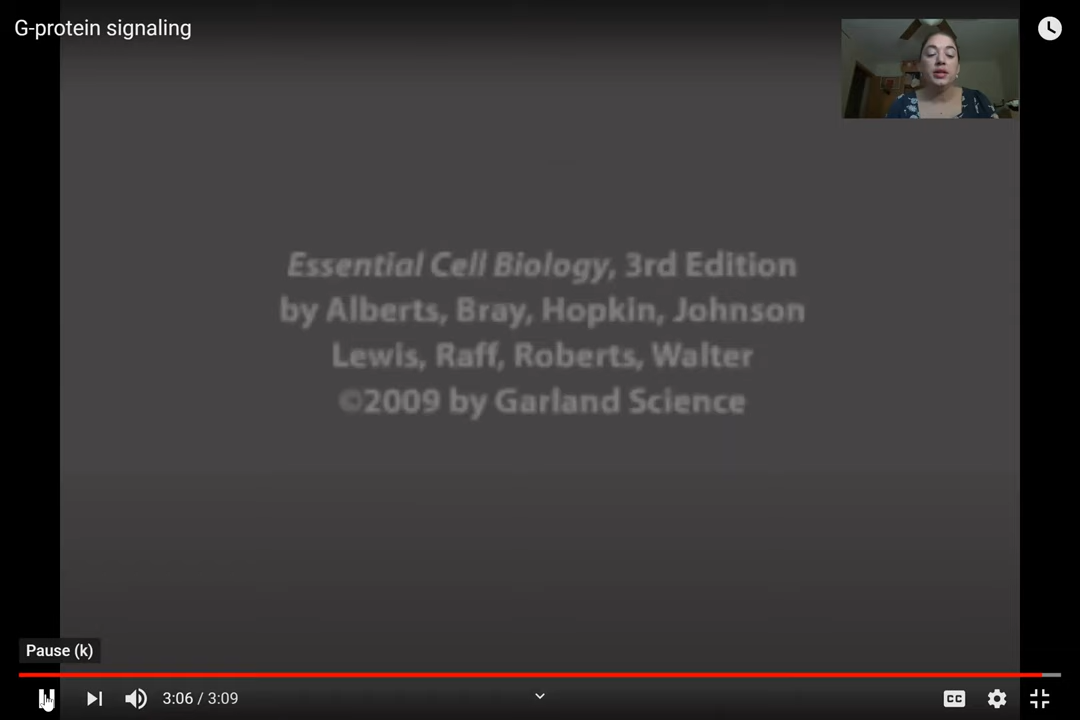 G-protein signaling
Essential Cell Biology, 3rd Edition
by Alberts, Bray, Hopkin, Johnson
Lewis, Raff, Roberts, Walter
©2009 by Garland Science
Pause (k)
3:06 / 3:09
CC